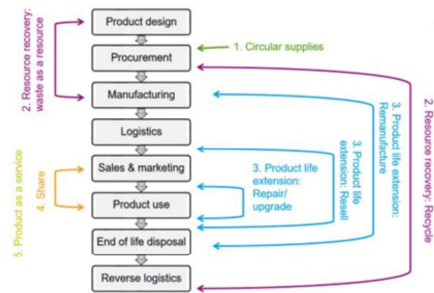 Product design
Procurement
Manufacturing
Logistics
Sales & marketing
Product use
End of life disposal
Reverse logistics
1. Circular supplies
2. Resource recovery:
waste as a resource
5. Product as a service
4. Share
3. Product life
extension:
Repair/
upgrade
3. Product life
extension: Resell
3. Product life extension:
Remanufacture
2. Resource recovery: Recycle